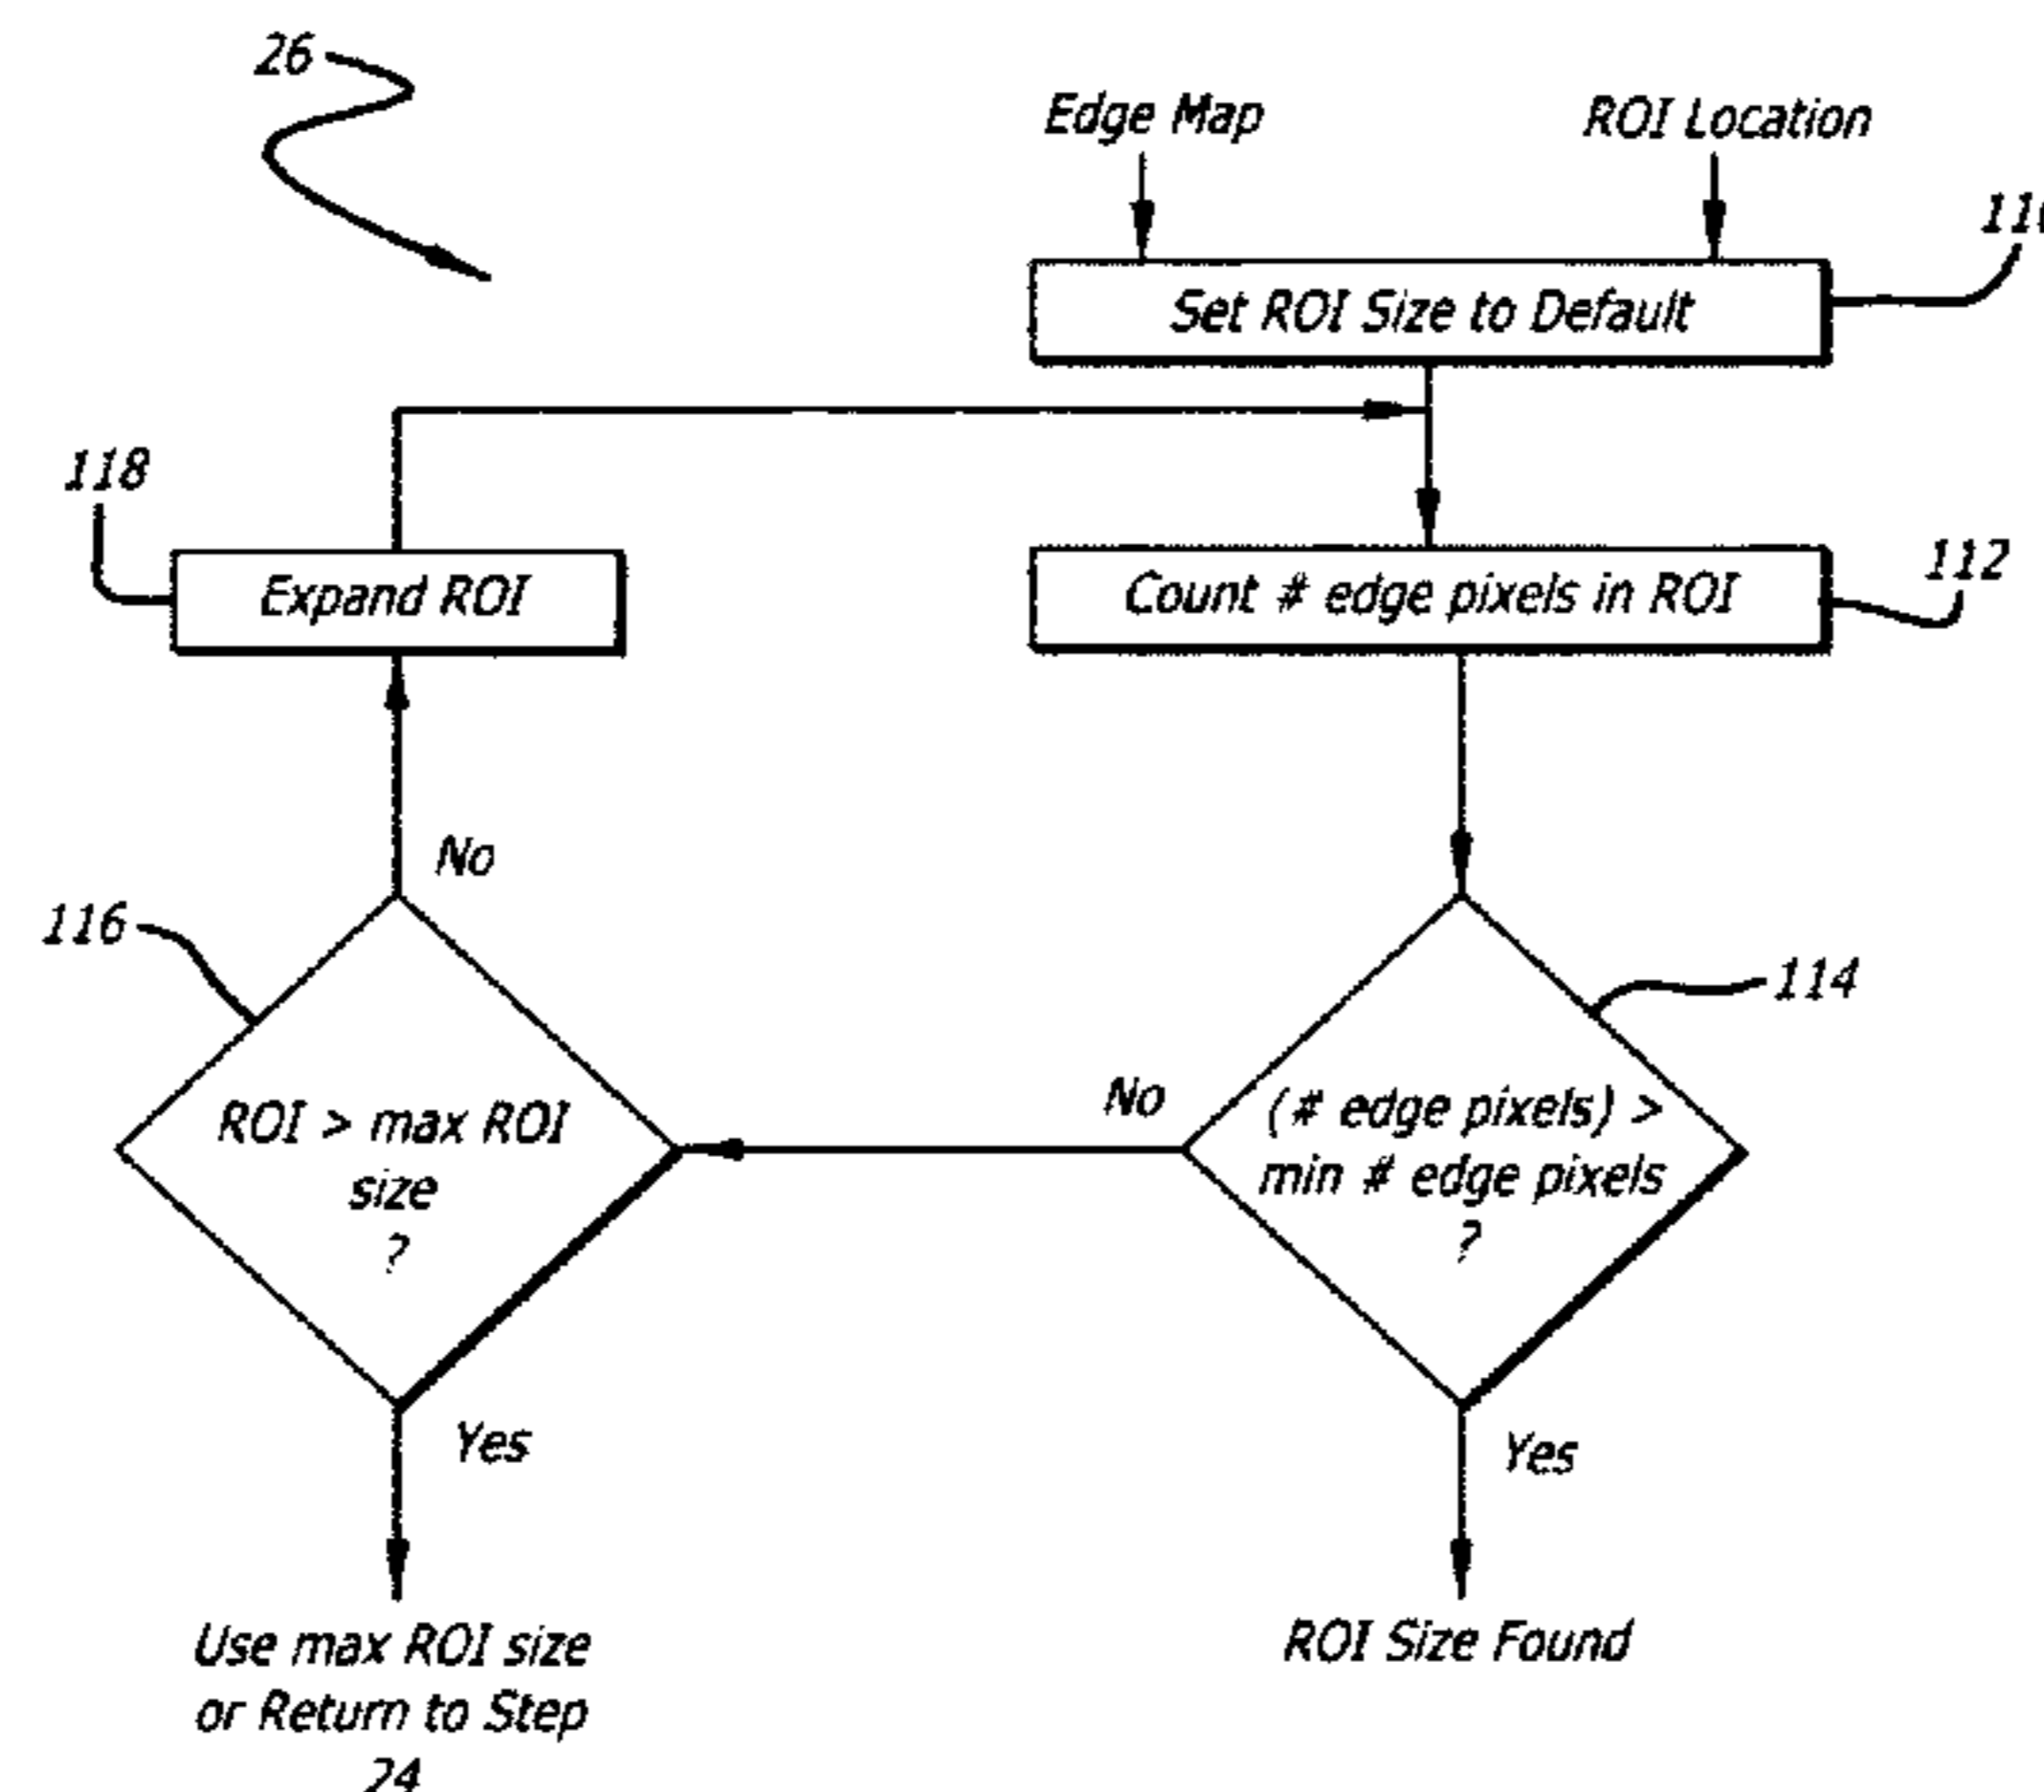 26
Edge Map
ROI Location
Set ROI Size to Default
118
Expand ROI
Count # edge pixels in ROI
112
No
116
114
ROI > max ROI
size
?
No
(# edge pixels) >
min # edge pixels
?
Yes
Yes
Use max ROI size
or Return to Step
24
ROI Size Found